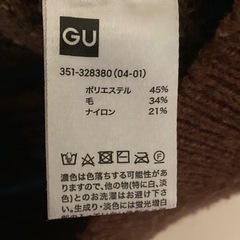 GU
351-328380 (04-01)
ポリエステル 45%
毛 34%
ナイロン 21%
濃色は色落ちする可能性があり
ますので、他の物(特に白、淡
色)とのお洗濯はお避け下さ
い。生成り・淡色には蛍光増白